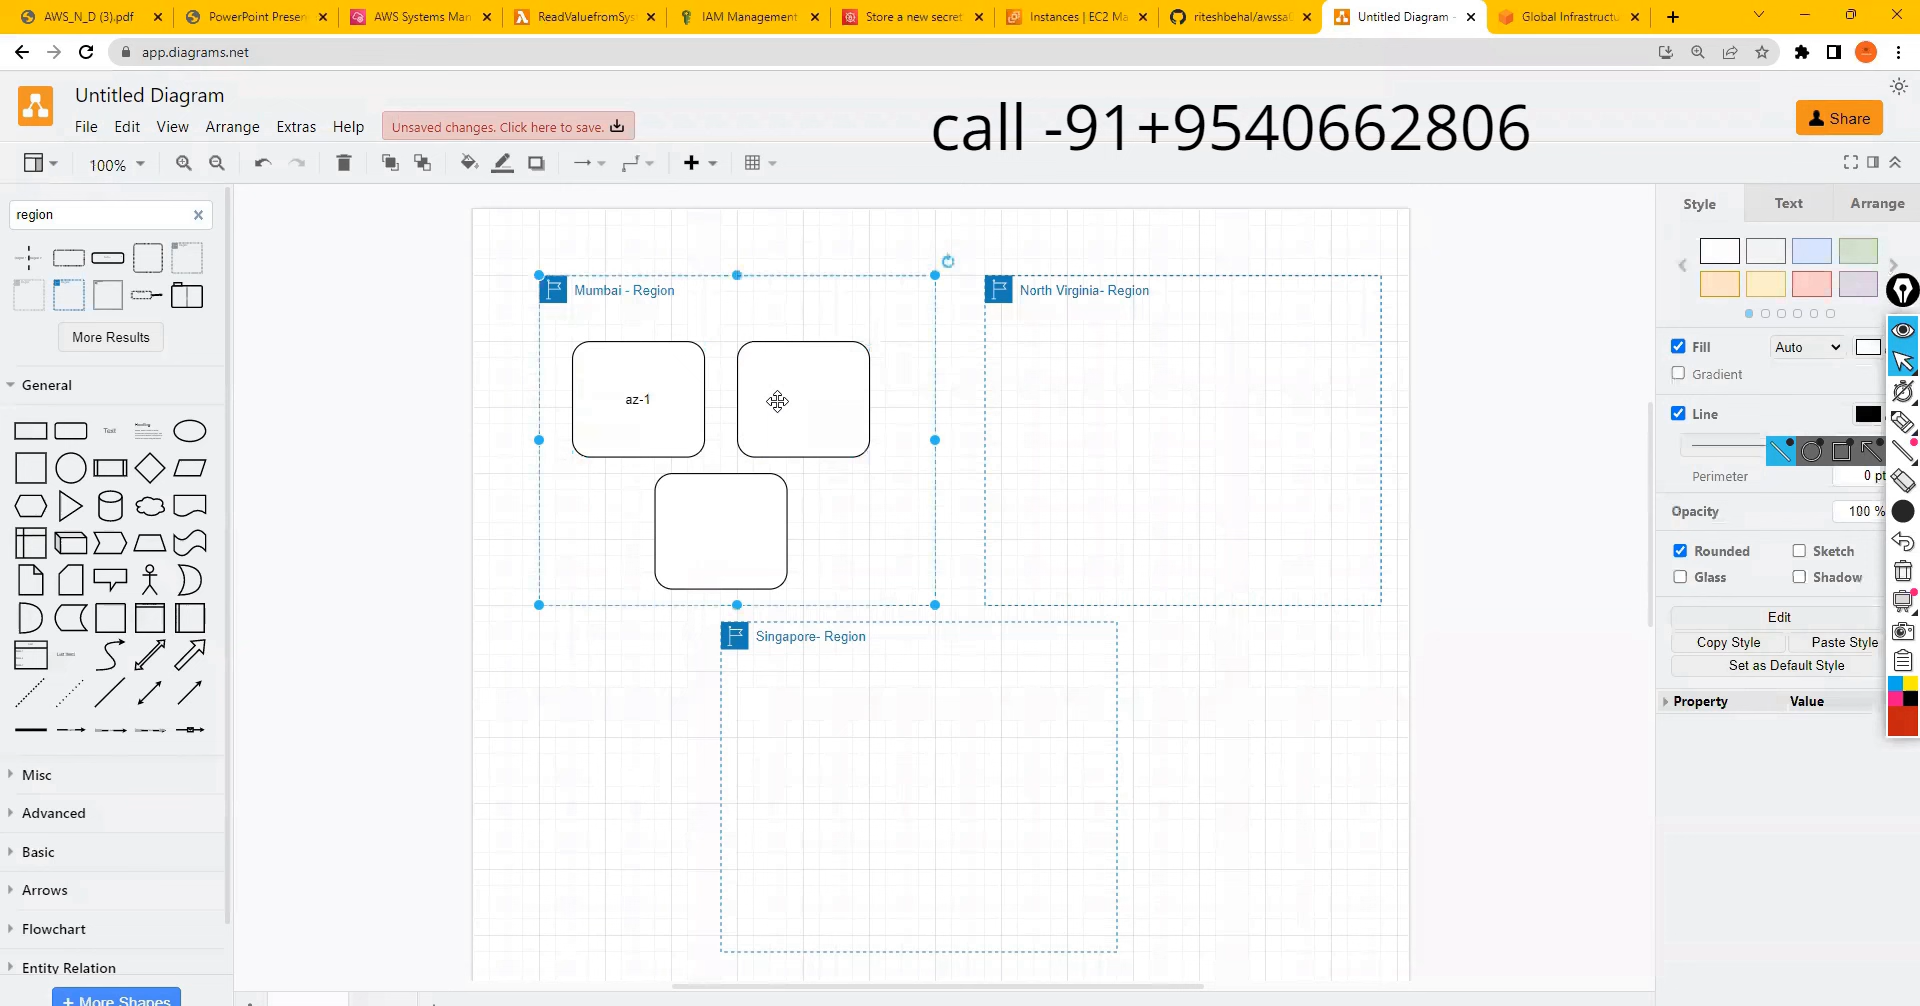 AWS_N_D (3).pdf
PowerPoint Presen
AWS Systems Man
ReadValuefromSys
IAM Management
Store a new secret
Instances | EC2 Ma
riteshbehal/awssa
Untitled Diagram -
Global Infrastructu
app.diagrams.net
Untitled Diagram
File Edit View Arrange Extras Help
Unsaved changes. Click here to save.
call -91+9540662806
Share
100%
region
More Results
General
Text
Heading
List Item
Misc
Advanced
Basic
Arrows
Flowchart
Entity Relation
+ More Shapes
Mumbai - Region
az-1
North Virginia- Region
Singapore- Region
Style Text Arrange
Fill Auto
Gradient
Line
Perimeter 0 pt
Opacity 100 %
Rounded Sketch
Glass Shadow
Edit
Copy Style Paste Style
Set as Default Style
Property Value